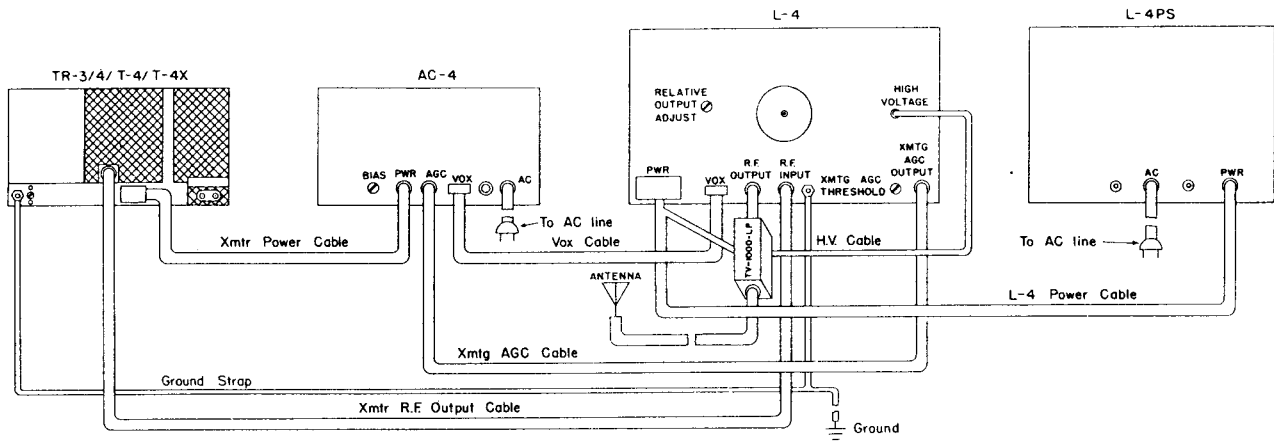 TR-3/4/ T-4/ T-4X
AC-4
L-4
L-4PS
RELATIVE
OUTPUT
ADJUST
HIGH
VOLTAGE
XMTG
AGC
OUTPUT
BIAS
PWR
AGC
VOX
AC
PWR
VOX
R.F.
OUTPUT
R.F.
INPUT
XMTG AGC
THRESHOLD
AC
PWR
To AC line
Xmtr Power Cable
Vox Cable
TV-1000-LP
H.V. Cable
To AC line
ANTENNA
L-4 Power Cable
Xmtg AGC Cable
Ground Strap
Xmtr R.F. Output Cable
Ground